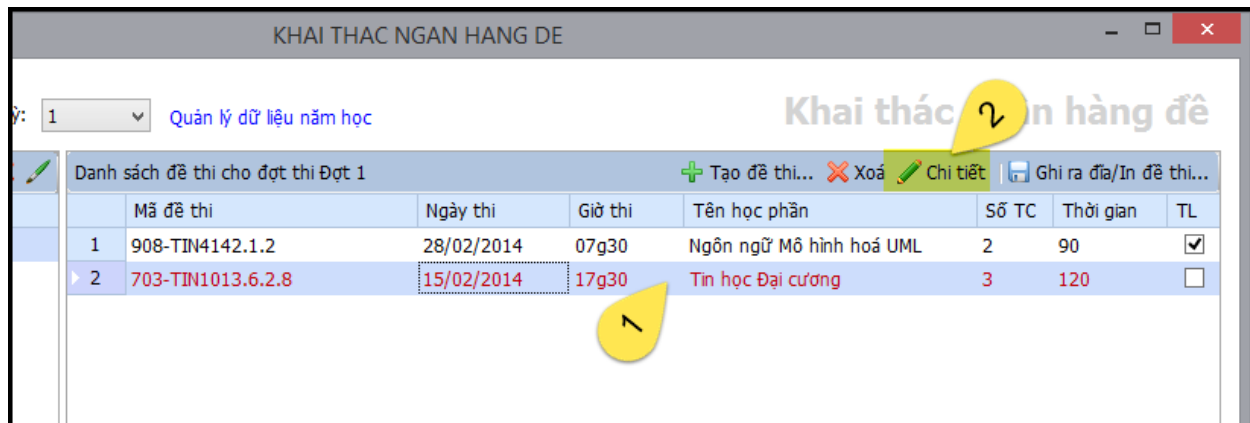 KHAI THAC NGAN HANG DE
ỳ: 1 Quản lý dữ liệu năm học
Khai thác n hàng đề
2
Danh sách đề thi cho đợt thi Đợt 1 Tạo đề thi... Xoá Chi tiết Ghi ra đĩa/In đề thi...
Mã đề thi Ngày thi Giờ thi Tên học phần Số TC Thời gian TL
1 908-TIN4142.1.2 28/02/2014 07g30 Ngôn ngữ Mô hình hoá UML 2 90
2 703-TIN1013.6.2.8 15/02/2014 17g30 Tin học Đại cương 3 120
1